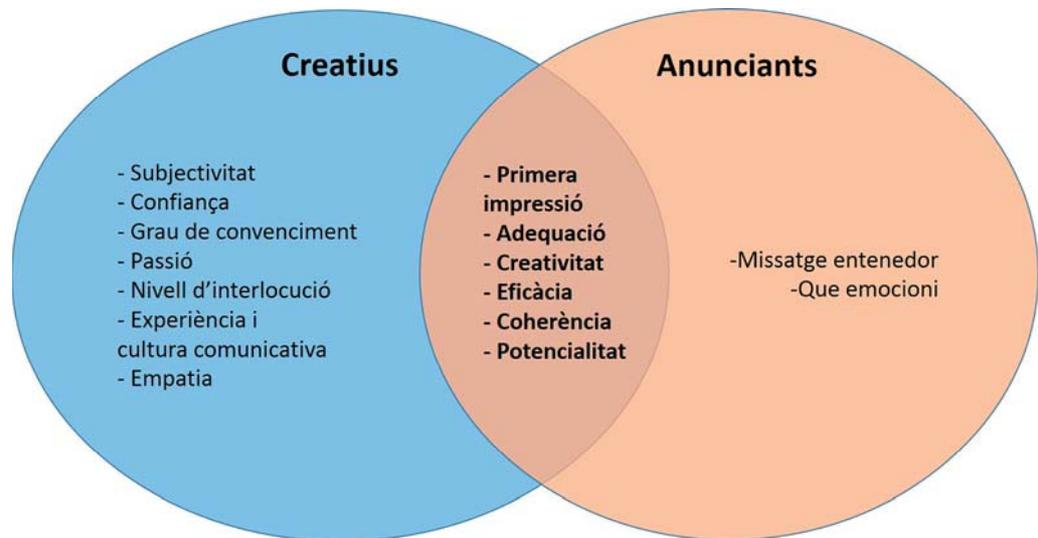 Creatius
- Subjectivitat
- Confiança
- Grau de convenciment
- Passió
- Nivell d'interlocució
- Experiència i
cultura comunicativa
- Empatia
- Primera
impressió
- Adequació
- Creativitat
- Eficàcia
- Coherència
- Potencialitat
Anunciants
-Missatge entenedor
-Que emocioni